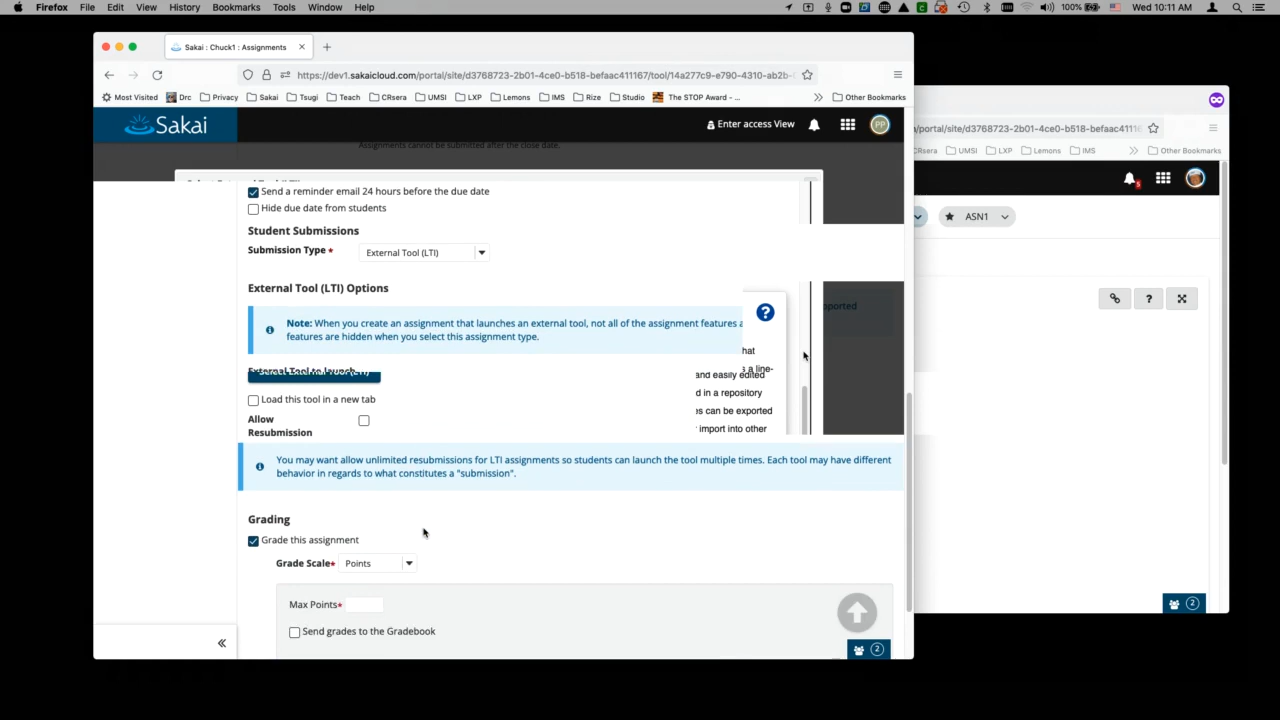 Firefox File Edit View History Bookmarks Tools Window Help 100% Wed 10:11 AM
Sakai : Chuck1 : Assignments
https://dev1.sakaicloud.com/portal/site/d3768723-2b01-4ce0-b518-befaac411167/tool/14a277c9-e790-4310-ab2b-
Most Visited Drc Privacy Sakai Tsugi Teach CRsera UMSI LXP Lemons IMS Rize Studio The STOP Award - ... Other Bookmarks
/portal/site/d3768723-2b01-4ce0-b518-befaac41116
CRsera UMSI LXP Lemons IMS Other Bookmarks
Sakai Enter access View PP
5
Assignments cannot be submitted after the close date.
ASN1
Send a reminder email 24 hours before the due date
Hide due date from students
Student Submissions
Submission Type * External Tool (LTI)
External Tool (LTI) Options
Note: When you create an assignment that launches an external tool, not all of the assignment features a
features are hidden when you select this assignment type.
?
ported
?
hat
s a line-
External Tool to launch
and easily edited
d in a repository
es can be exported
import into other
Load this tool in a new tab
Allow
Resubmission
You may want allow unlimited resubmissions for LTI assignments so students can launch the tool multiple times. Each tool may have different
behavior in regards to what constitutes a "submission".
Grading
Grade this assignment
Grade Scale* Points
Max Points*
Send grades to the Gradebook
2
2